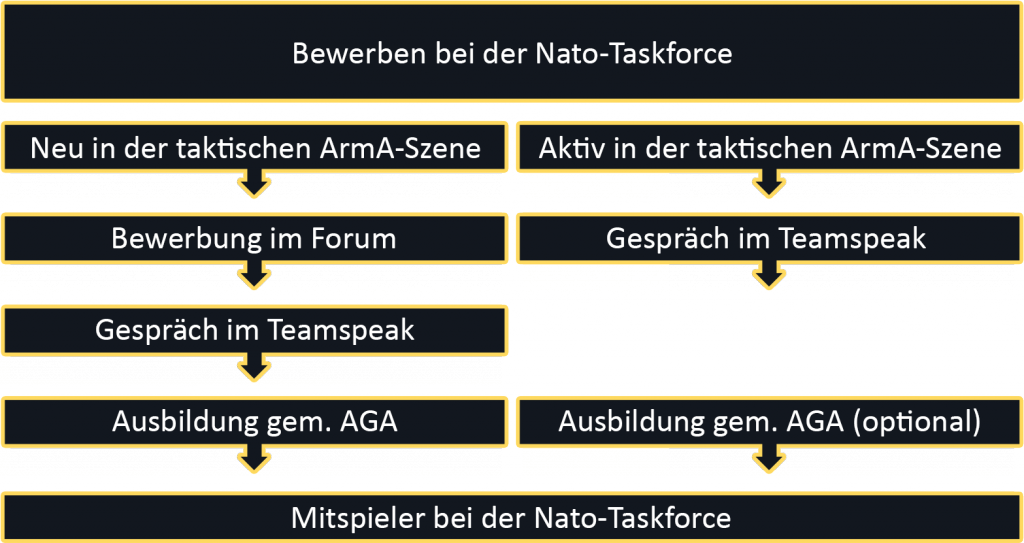 Bewerben bei der Nato-Taskforce
Neu in der taktischen ArmA-Szene
Aktiv in der taktischen ArmA-Szene
Bewerbung im Forum
Gespräch im Teamspeak
Gespräch im Teamspeak
Ausbildung gem. AGA
Ausbildung gem. AGA (optional)
Mitspieler bei der Nato-Taskforce